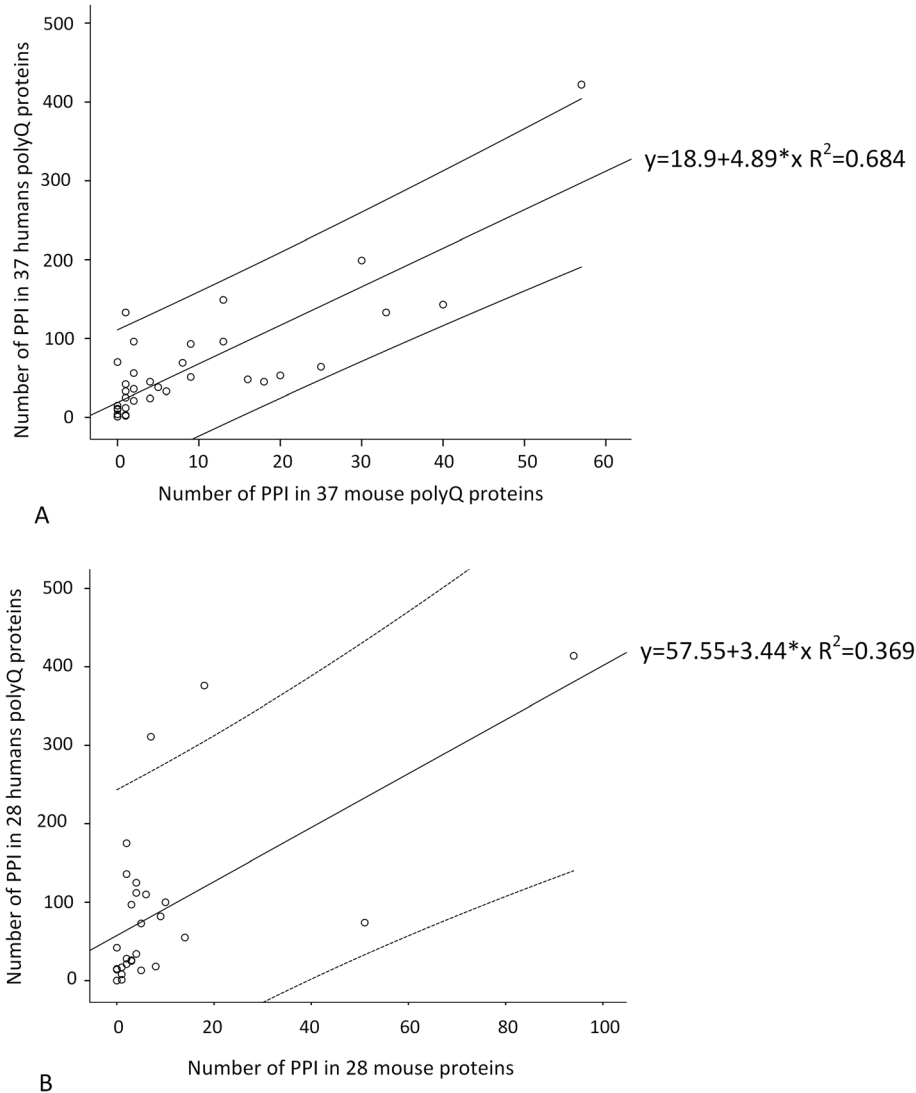 500
400
300
200
100
0
Number of PPI in 37 humans polyQ proteins
y=18.9+4.89*x R2=0.684
0 10 20 30 40 50 60
Number of PPI in 37 mouse polyQ proteins
A
500
400
300
200
100
0
Number of PPI in 28 humans polyQ proteins
y=57.55+3.44*x R2=0.369
0 20 40 60 80 100
Number of PPI in 28 mouse proteins
B